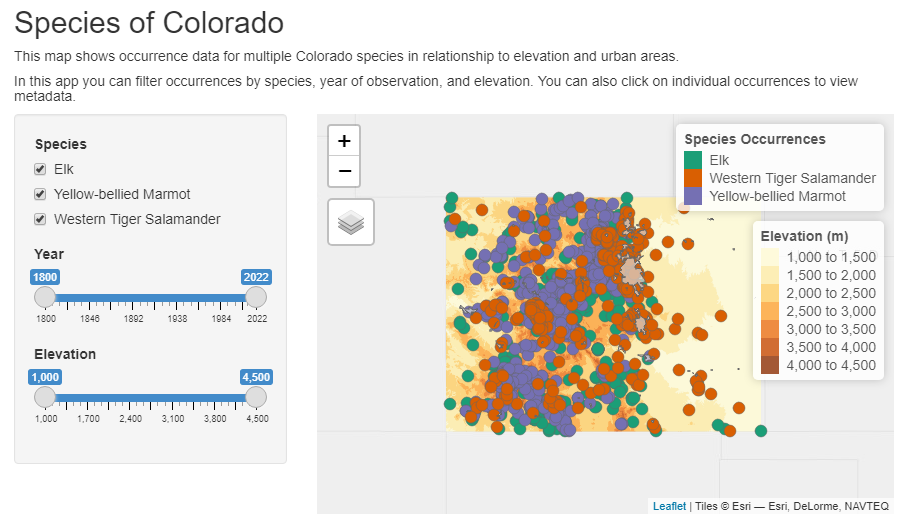 Species of Colorado
This map shows occurrence data for multiple Colorado species in relationship to elevation and urban areas.
In this app you can filter occurrences by species, year of observation, and elevation. You can also click on individual occurrences to view
metadata.
Species
Elk
Yellow-bellied Marmot
Western Tiger Salamander
Year
1800 2022
1800 1846 1892 1938 1984 2022
Elevation
1,000 4,500
1,000 1,700 2,400 3,100 3,800 4,500
+
−
Species Occurrences
Elk
Western Tiger Salamander
Yellow-bellied Marmot
Elevation (m)
1,000 to 1,500
1,500 to 2,000
2,000 to 2,500
2,500 to 3,000
3,000 to 3,500
3,500 to 4,000
4,000 to 4,500
Leaflet | Tiles © Esri — Esri, DeLorme, NAVTEQ